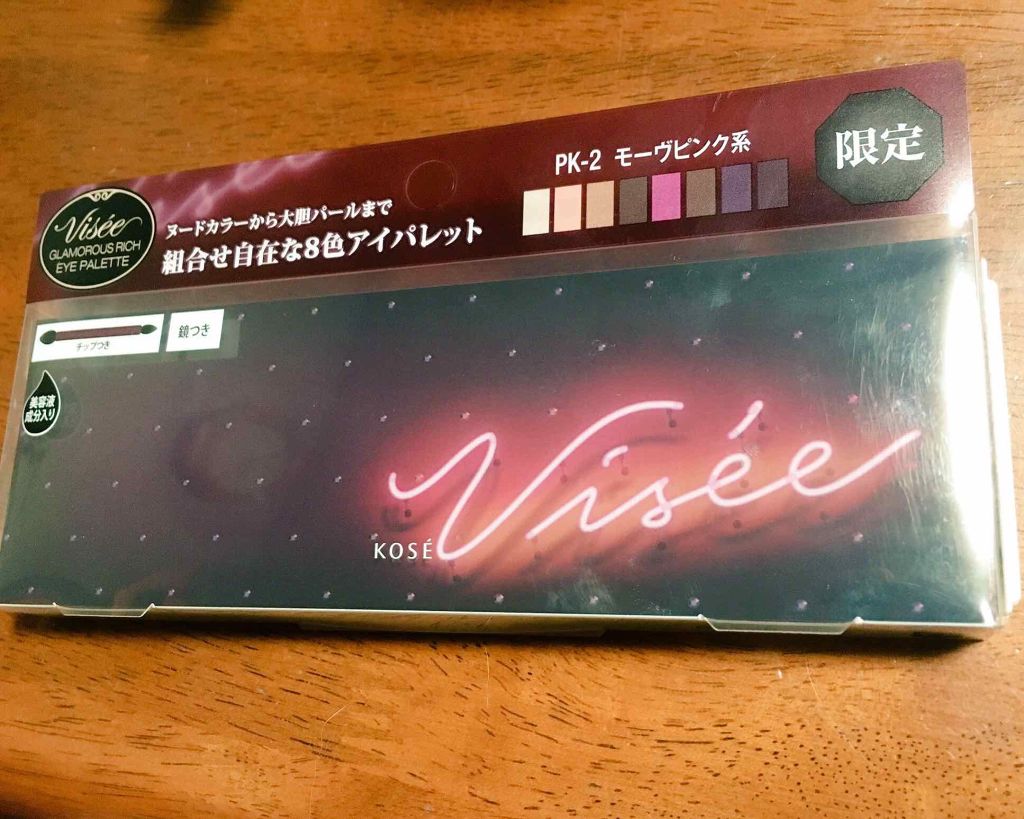 Visée
GLAMOROUS RICH
EYE PALETTE
ヌードカラーから大胆パールまで
組合せ自在な8色アイパレット
PK-2 モーヴピンク系
限定
チップつき
鏡つき
美容液
成分入り
KOSÉ
Visée